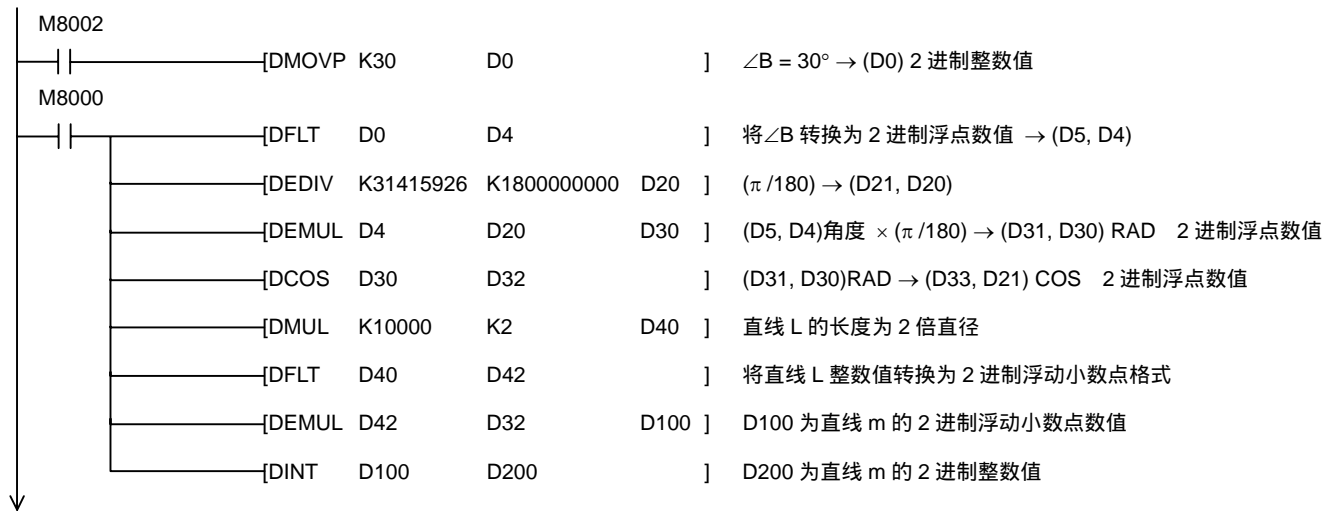 M8002
[DMOVP K30 D0 ] ∠B = 30° → (D0) 2 进制整数值
M8000
[DFLT D0 D4 ] 将∠B 转换为 2 进制浮点数值 → (D5, D4)
[DEDIV K31415926 K1800000000 D20 ] (π /180) → (D21, D20)
[DEMUL D4 D20 D30 ] (D5, D4)角度 × (π /180) → (D31, D30) RAD 2 进制浮点数值
[DCOS D30 D32 ] (D31, D30)RAD → (D33, D21) COS 2 进制浮点数值
[DMUL K10000 K2 D40 ] 直线 L 的长度为 2 倍直径
[DFLT D40 D42 ] 将直线 L 整数值转换为 2 进制浮动小数点格式
[DEMUL D42 D32 D100 ] D100 为直线 m 的 2 进制浮动小数点数值
[DINT D100 D200 ] D200 为直线 m 的 2 进制整数值